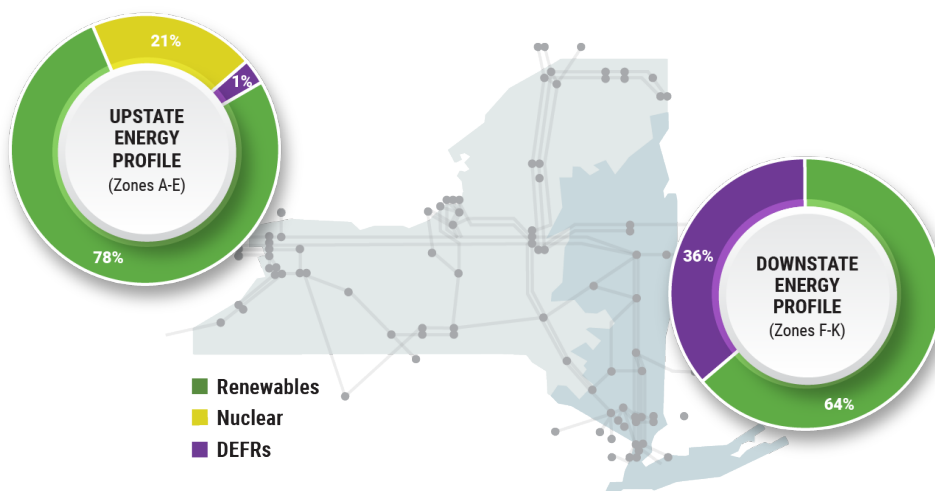 21%
1%
UPSTATE
ENERGY
PROFILE
(Zones A-E)
78%
36%
DOWNSTATE
ENERGY
PROFILE
(Zones F-K)
64%
Renewables
Nuclear
DEFRs